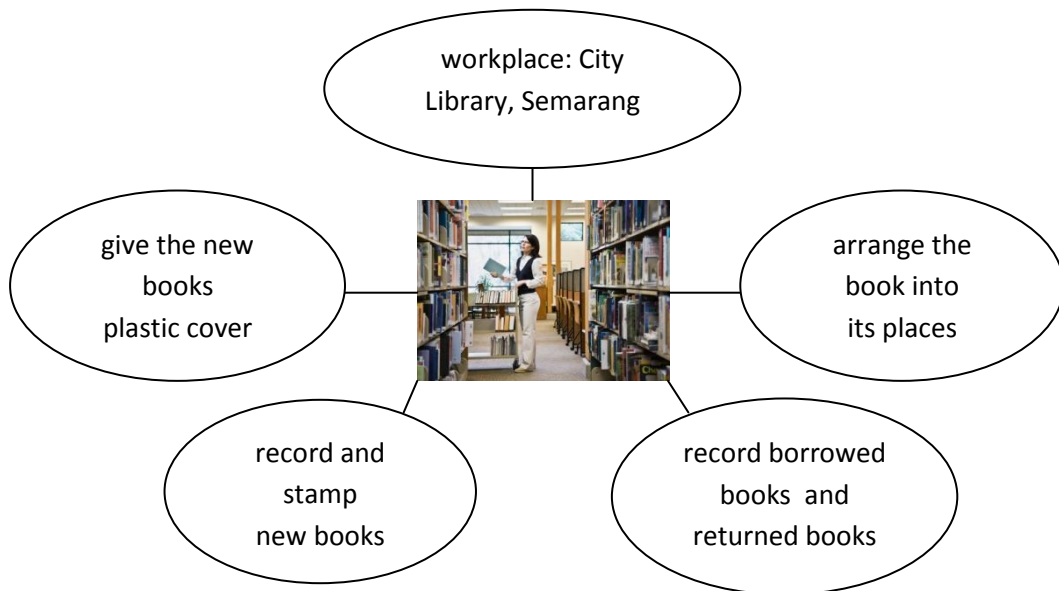 workplace: City
Library, Semarang
give the new
books
plastic cover
arrange the
book into
its places
record and
stamp
new books
record borrowed
books  and
returned books